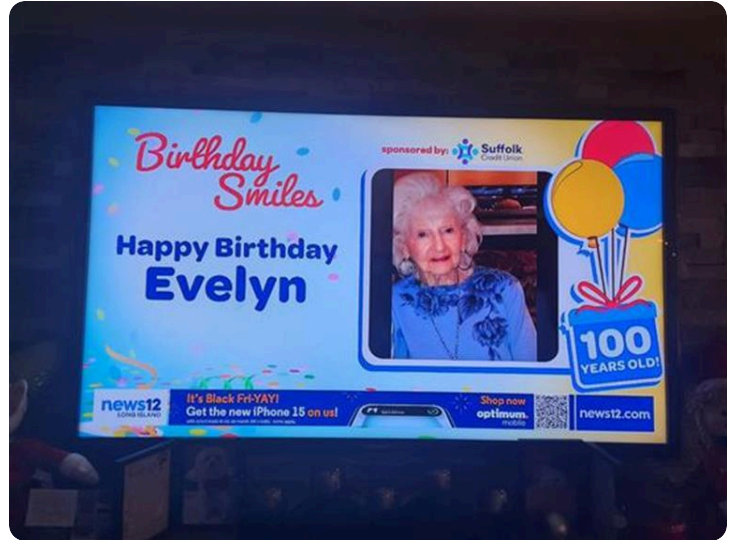 Birthday
Smiles
sponsored by: Suffolk
Credit Union
Happy Birthday
Evelyn
100
YEARS OLD!
news12
LONG ISLAND
It's Black Fri-YAY!
Get the new iPhone 15 on us!
Shop now
optimum.
mobile
news12.com